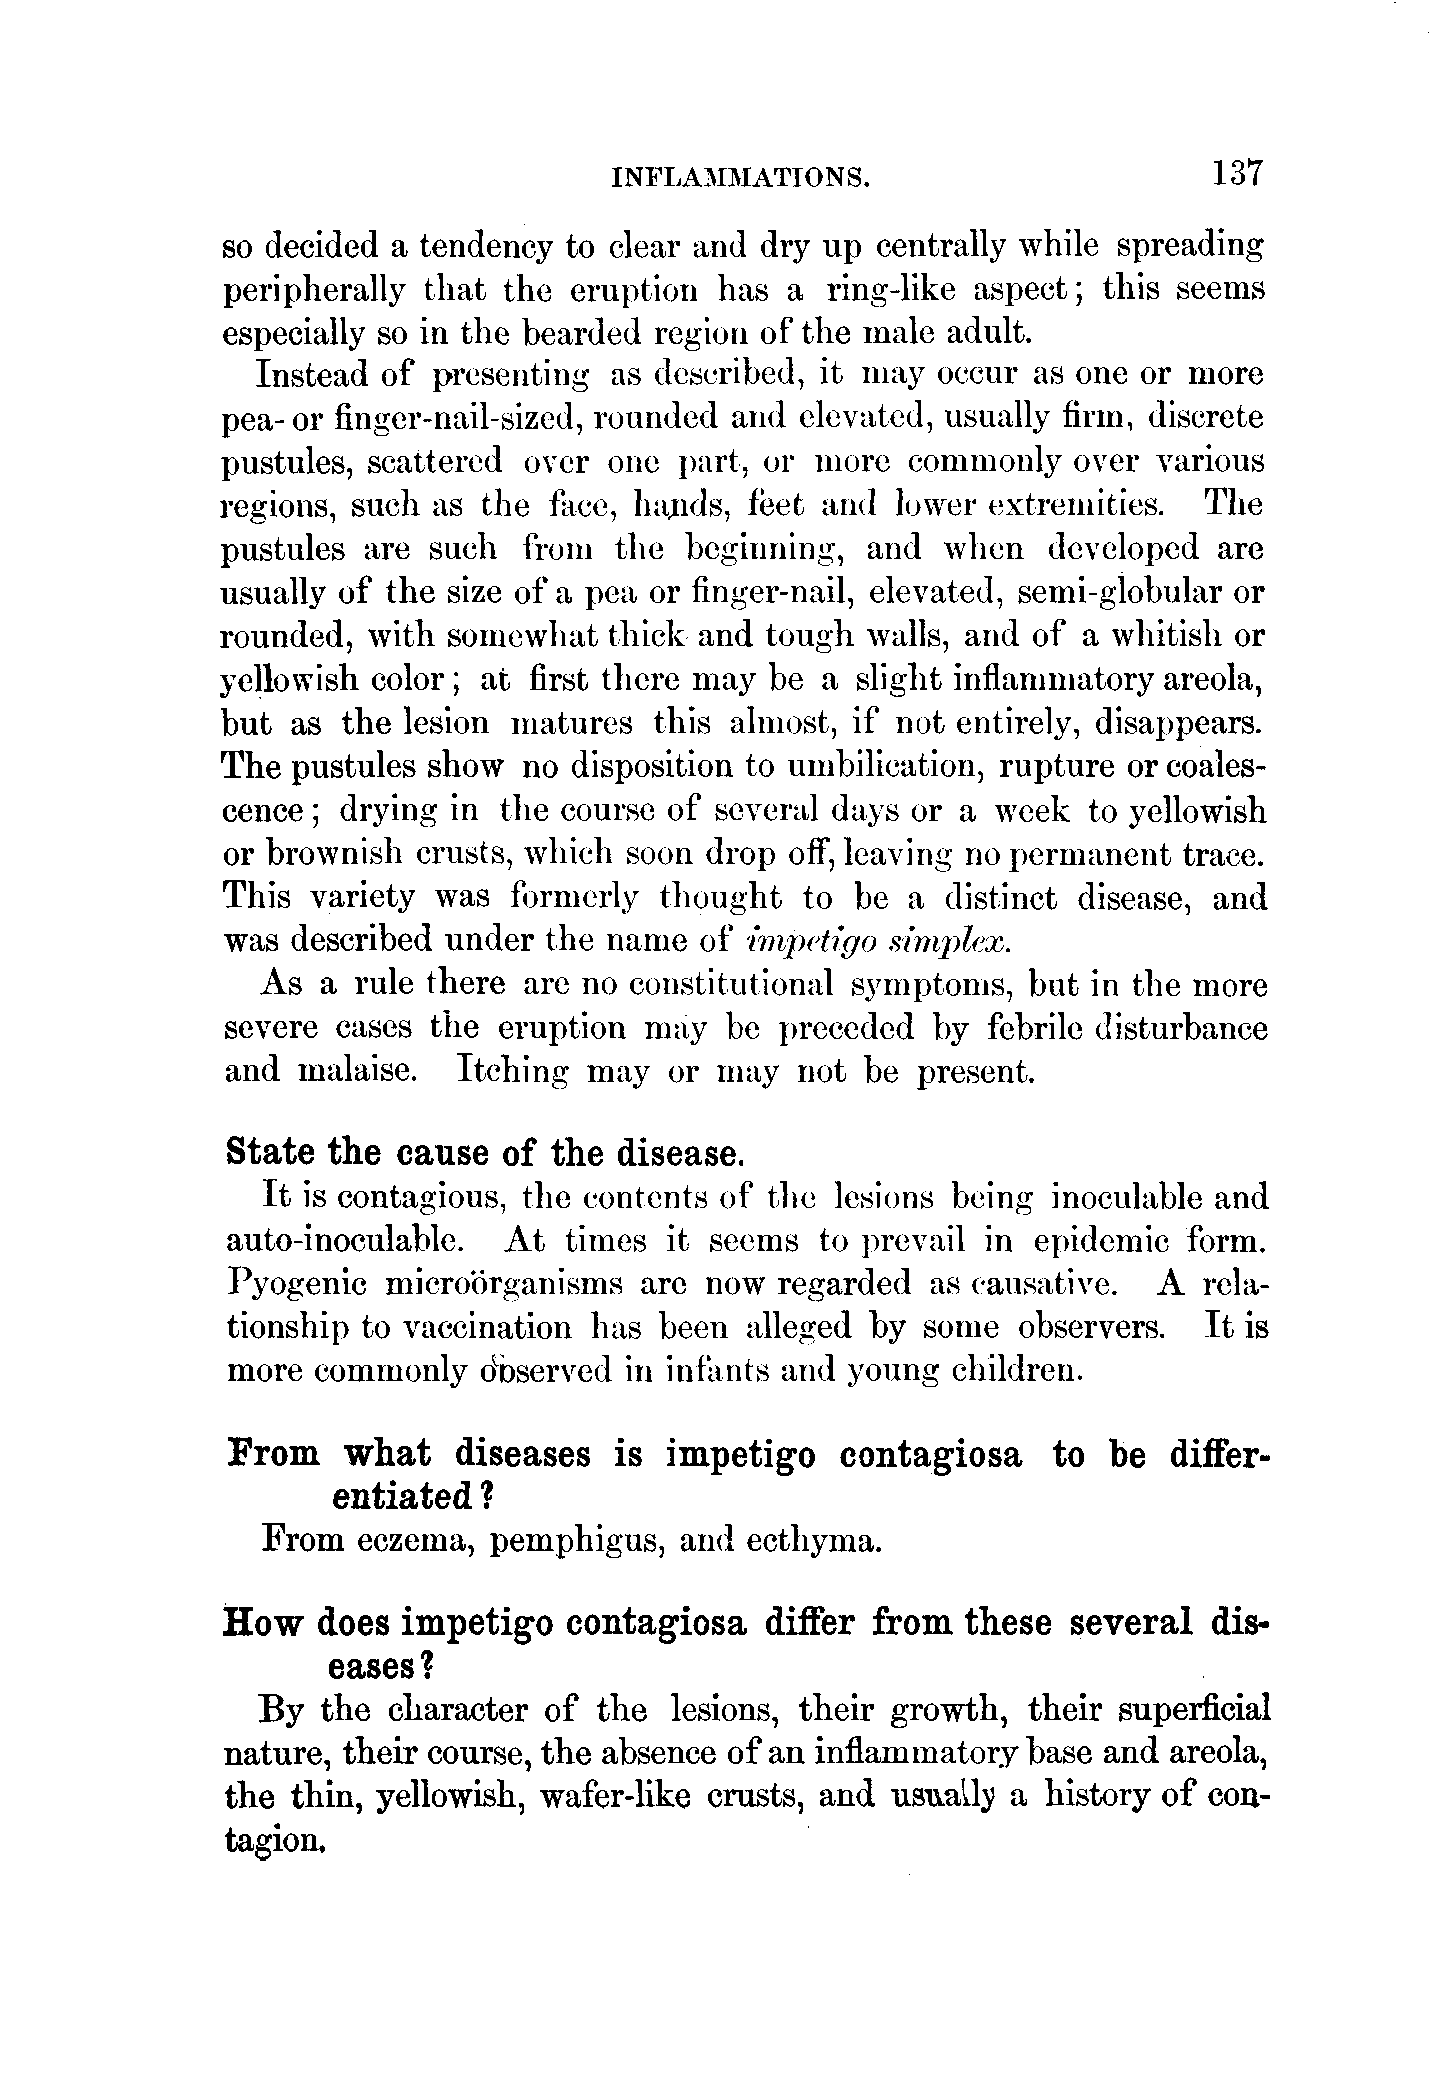 INFLAMMATIONS. 137
so decided a tendency to clear and dry up centrally while spreading
peripherally that the eruption has a ring-like aspect; this seems
especially so in the bearded region of the male adult.
Instead of presenting as described, it may occur as one or more
pea- or finger-nail-sized, rounded and elevated, usually firm, discrete
pustules, scattered over one part, or more commonly over various
regions, such as the face, hands, feet and lower extremities. The
pustules are such from the beginning, and when developed are
usually of the size of a pea or finger-nail, elevated, semi-globular or
rounded, with somewhat thick and tough walls, and of a whitish or
yellowish color; at first there may be a slight inflammatory areola,
but as the lesion matures this almost, if not entirely, disappears.
The pustules show no disposition to umbilication, rupture or coales-
cence; drying in the course of several days or a week to yellowish
or brownish crusts, which soon drop off, leaving no permanent trace.
This variety was formerly thought to be a distinct disease, and
was described under the name of impetigo simplex.
As a rule there are no constitutional symptoms, but in the more
severe cases the eruption may be preceded by febrile disturbance
and malaise. Itching may or may not be present.
State the cause of the disease.
It is contagious, the contents of the lesions being inoculable and
auto-inoculable. At times it seems to prevail in epidemic form.
Pyogenic microörganisms are now regarded as causative. A rela-
tionship to vaccination has been alleged by some observers. It is
more commonly observed in infants and young children.
From what diseases is impetigo contagiosa to be differ-
entiated?
From eczema, pemphigus, and ecthyma.
How does impetigo contagiosa differ from these several dis-
eases?
By the character of the lesions, their growth, their superficial
nature, their course, the absence of an inflammatory base and areola,
the thin, yellowish, wafer-like crusts, and usually a history of con-
tagion.